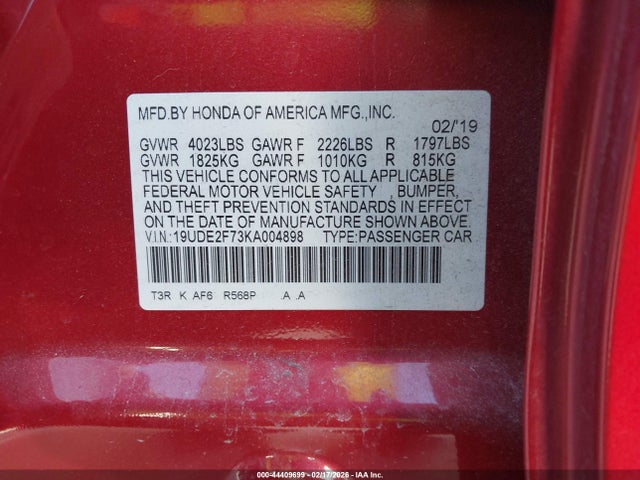 MFD.BY HONDA OF AMERICA MFG.,INC.
02/'19
GVWR 4023LBS GAWR F 2226LBS R 1797LBS
GVWR 1825KG GAWR F 1010KG R 815KG
THIS VEHICLE CONFORMS TO ALL APPLICABLE
FEDERAL MOTOR VEHICLE SAFETY , BUMPER,
AND THEFT PREVENTION STANDARDS IN EFFECT
ON THE DATE OF MANUFACTURE SHOWN ABOVE.
V.I.N.:19UDE2F73KA004898 TYPE:PASSENGER CAR
T3R K AF6 R568P .A .A
000-44409699 - 02/17/2026 - IAA Inc.